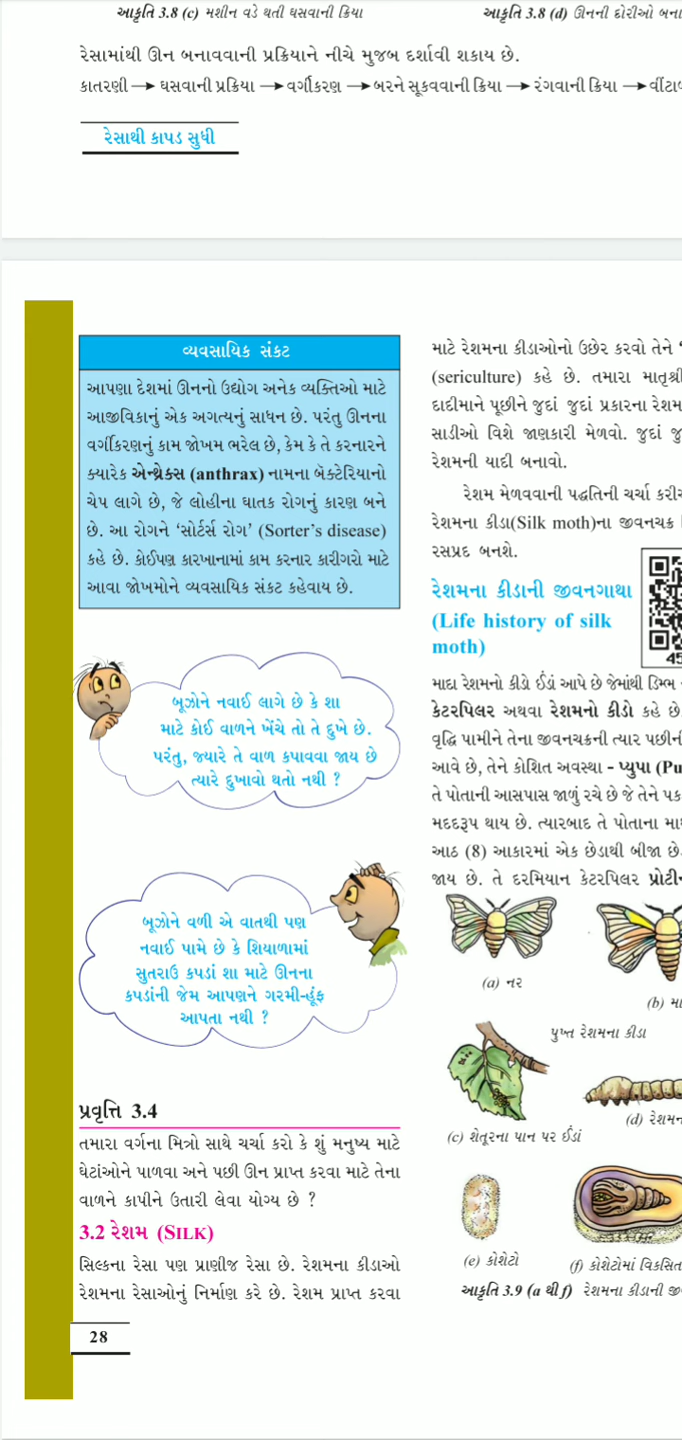 આકૃતિ 3.8 (c) મશીન વડે થતી ઘસવાની ક્રિયા
આકૃતિ 3.8 (d) ઊનની દોરીઓ
રેસામાંથી ઊન બનાવવાની પ્રક્રિયાને નીચે મુજબ દર્શાવી શકાય છે.
કાતરણી → ઘસવાની પ્રક્રિયા → વર્ગીકરણ → બરને સૂકવવાની ક્રિયા → રંગવાની ક્રિયા →
રેસાથી કાપડ સુધી
વ્યવસાયિક સંકટ
આપણા દેશમાં ઊનનો ઉદ્યોગ અનેક વ્યક્તિઓ માટે
આજીવિકાનું એક અગત્યનું સાધન છે. પરંતુ ઊનના
વર્ગીકરણનું કામ જોખમ ભરેલ છે, કેમ કે તે કરનારને
ક્યારેક એન્થ્રેક્સ (anthrax) નામના બૅક્ટેરિયાનો
ચેપ લાગે છે, જે લોહીના ઘાતક રોગનું કારણ બને
છે. આ રોગને ‘સોર્ટર્સ રોગ’ (Sorter’s disease)
કહે છે. કોઈપણ કારખાનામાં કામ કરનાર કારીગરો માટે
આવા જોખમોને વ્યવસાયિક સંકટ કહેવાય છે.
બૂઝોને નવાઈ લાગે છે કે શા
માટે કોઈ વાળને ખેંચે તો તે દુખે છે.
પરંતુ, જ્યારે તે વાળ કપાવવા જાય છે
ત્યારે દુખાવો થતો નથી ?
બૂઝોને વળી એ વાતથી પણ
નવાઈ પામે છે કે શિયાળામાં
સુતરાઉ કપડાં શા માટે ઊનના
કપડાંની જેમ આપણને ગરમી-હૂંફ
આપતા નથી ?
પ્રવૃત્તિ 3.4
તમારા વર્ગના મિત્રો સાથે ચર્ચા કરો કે શું મનુષ્ય માટે
ઘેટાંઓને પાળવા અને પછી ઊન પ્રાપ્ત કરવા માટે તેના
વાળને કાપીને ઉતારી લેવા યોગ્ય છે ?
3.2 રેશમ (SILK)
સિલ્કના રેસા પણ પ્રાણીજ રેસા છે. રેશમના કીડાઓ
રેશમના રેસાઓનું નિર્માણ કરે છે. રેશમ પ્રાપ્ત કરવા
28
માટે રેશમના કીડાઓનો ઉછેર કરવો તેને
(sericulture) કહે છે. તમારા માતૃશ્રી
દાદીમાને પૂછીને જુદાં જુદાં પ્રકારના રેશમ
સાડીઓ વિશે જાણકારી મેળવો. જુદાં
રેશમની યાદી બનાવો.
રેશમ મેળવવાની પદ્ધતિની ચર્ચા
રેશમના કીડા(Silk moth)ના જીવનચક્ર
રસપ્રદ બનશે.
રેશમના કીડાની જીવનગાથા
(Life history of silk
moth)
45
માદા રેશમનો કીડો ઈંડાં આપે છે જેમાંથી ડિમ્ભ
કેટરપિલર અથવા રેશમનો કીડો કહે છે.
વૃદ્ધિ પામીને તેના જીવનચક્રની ત્યાર પછીની
આવે છે, તેને કોશિત અવસ્થા - પ્યુપા (Pu
તે પોતાની આસપાસ જાળું રચે છે જે તેને
મદદરૂપ થાય છે. ત્યારબાદ તે પોતાના
આઠ (8) આકારમાં એક છેડાથી બીજા છે
જાય છે. તે દરમિયાન કેટરપિલર
(a) નર
(b)
પુખ્ત રેશમના કીડા
(c) શેતૂરના પાન પર ઈંડાં
(d)
(e) કોશેટો
(f) કોશેટોમાં વિકસિત
આકૃતિ 3.9 (a થી f) રેશમના કીડાની